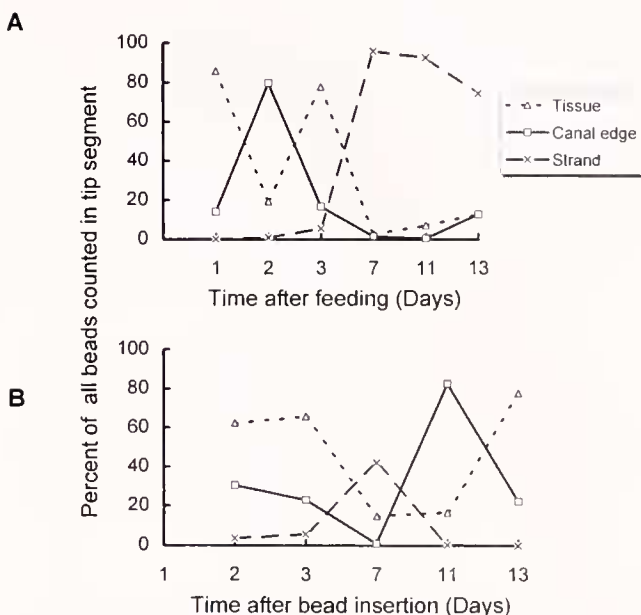 A
100
80
60
40
20
0
1 2 3 7 11 13
Time after feeding (Days)
Tissue
Canal edge
Strand
Percent of all beads counted in tip segment
B
100
80
60
40
20
0
1 2 3 7 11 13
Time after bead insertion (Days)